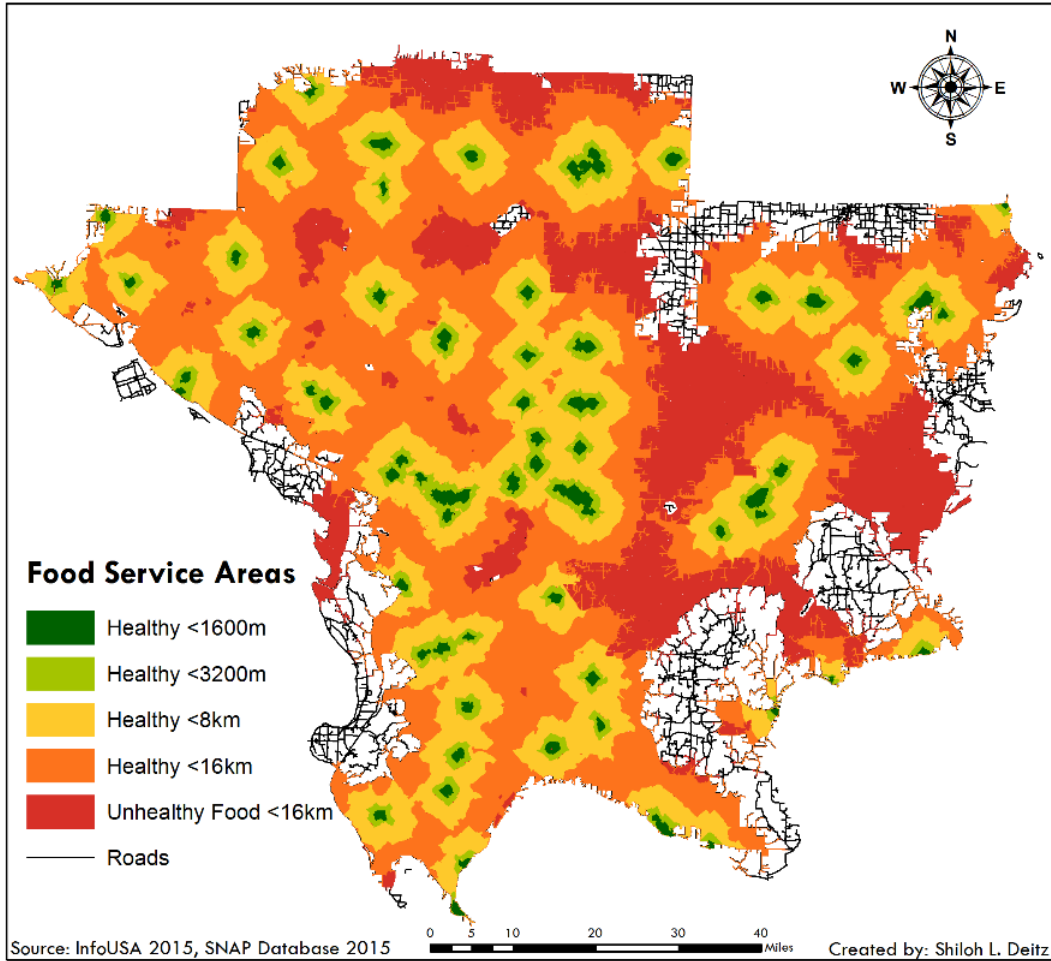 N
W E
S
Food Service Areas
Healthy <1600m
Healthy <3200m
Healthy <8km
Healthy <16km
Unhealthy Food <16km
Roads
0 5 10 20 30 40
Miles
Source: InfoUSA 2015, SNAP Database 2015
Created by: Shiloh L. Deitz